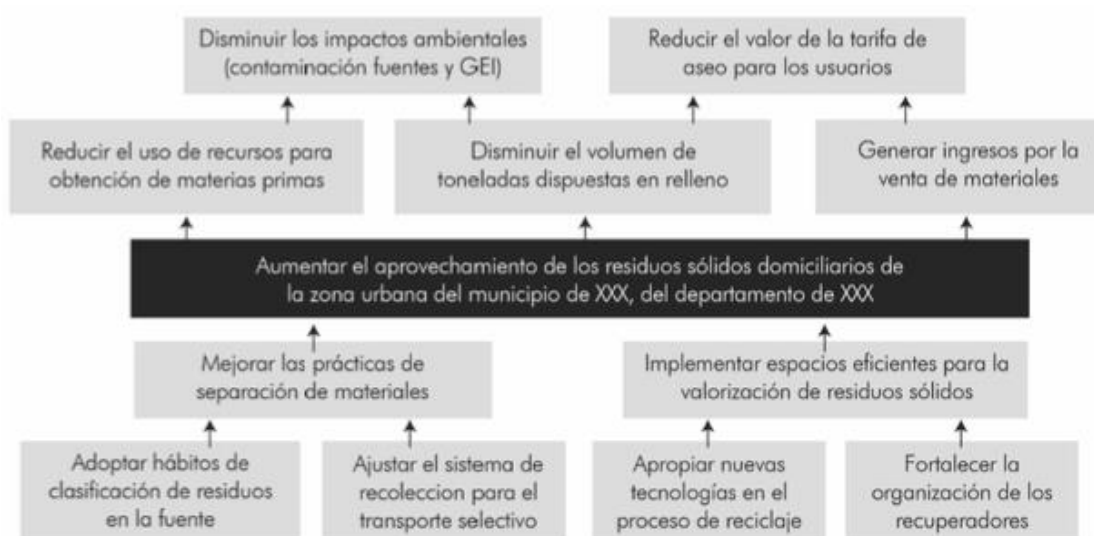 Disminuir los impactos ambientales
(contaminación fuentes y GEI)
Reducir el valor de la tarifa de
aseo para los usuarios
Reducir el uso de recursos para
obtención de materias primas
Disminuir el volumen de
toneladas dispuestas en relleno
Generar ingresos por la
venta de materiales
Aumentar el aprovechamiento de los residuos sólidos domiciliarios de
la zona urbana del municipio de XXX, del departamento de XXX
Mejorar las prácticas de
separación de materiales
Implementar espacios eficientes para la
valorización de residuos sólidos
Adoptar hábitos de
clasificación de residuos
en la fuente
Ajustar el sistema de
recoleccion para el
transporte selectivo
Apropiar nuevas
tecnologías en el
proceso de reciclaje
Fortalecer la
organización de los
recuperadores